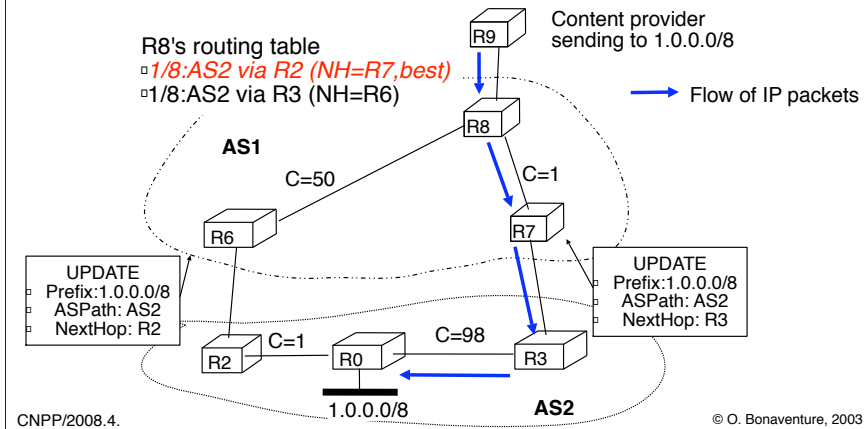 R9
Content provider
sending to 1.0.0.0/8
R8's routing table
1/8:AS2 via R2 (NH=R7,best)
1/8:AS2 via R3 (NH=R6)
Flow of IP packets
R8
AS1
C=50
C=1
R6
R7
UPDATE
Prefix:1.0.0.0/8
ASPath: AS2
NextHop: R2
UPDATE
Prefix:1.0.0.0/8
ASPath: AS2
NextHop: R3
R2
C=1
R0
C=98
R3
1.0.0.0/8
AS2
CNPP/2008.4.
© O. Bonaventure, 2003